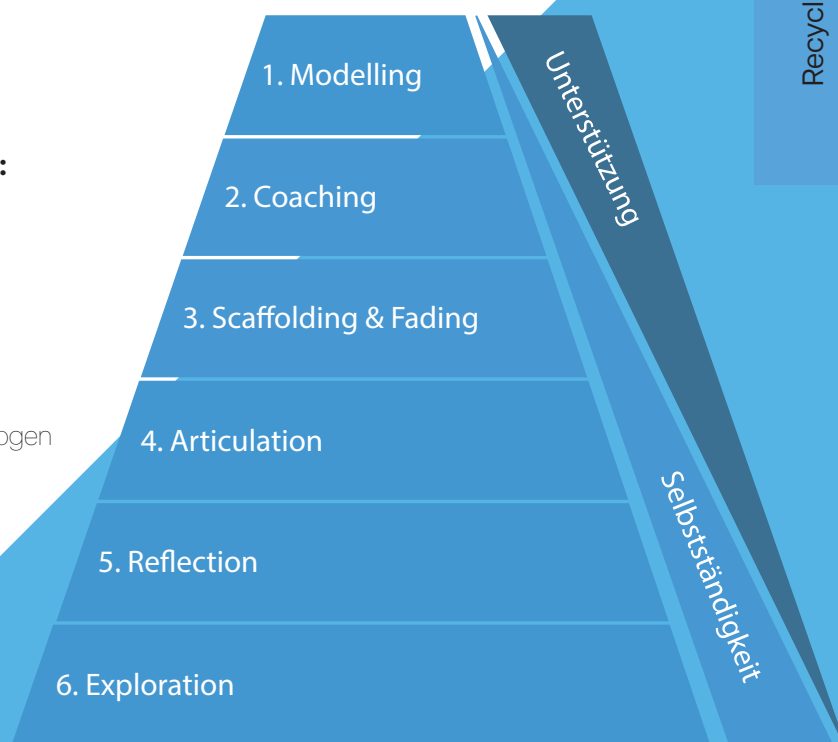 :
1. Modelling
2. Coaching
3. Scaffolding & Fading
4. Articulation
5. Reflection
6. Exploration
Unterstützung
Selbstständigkeit